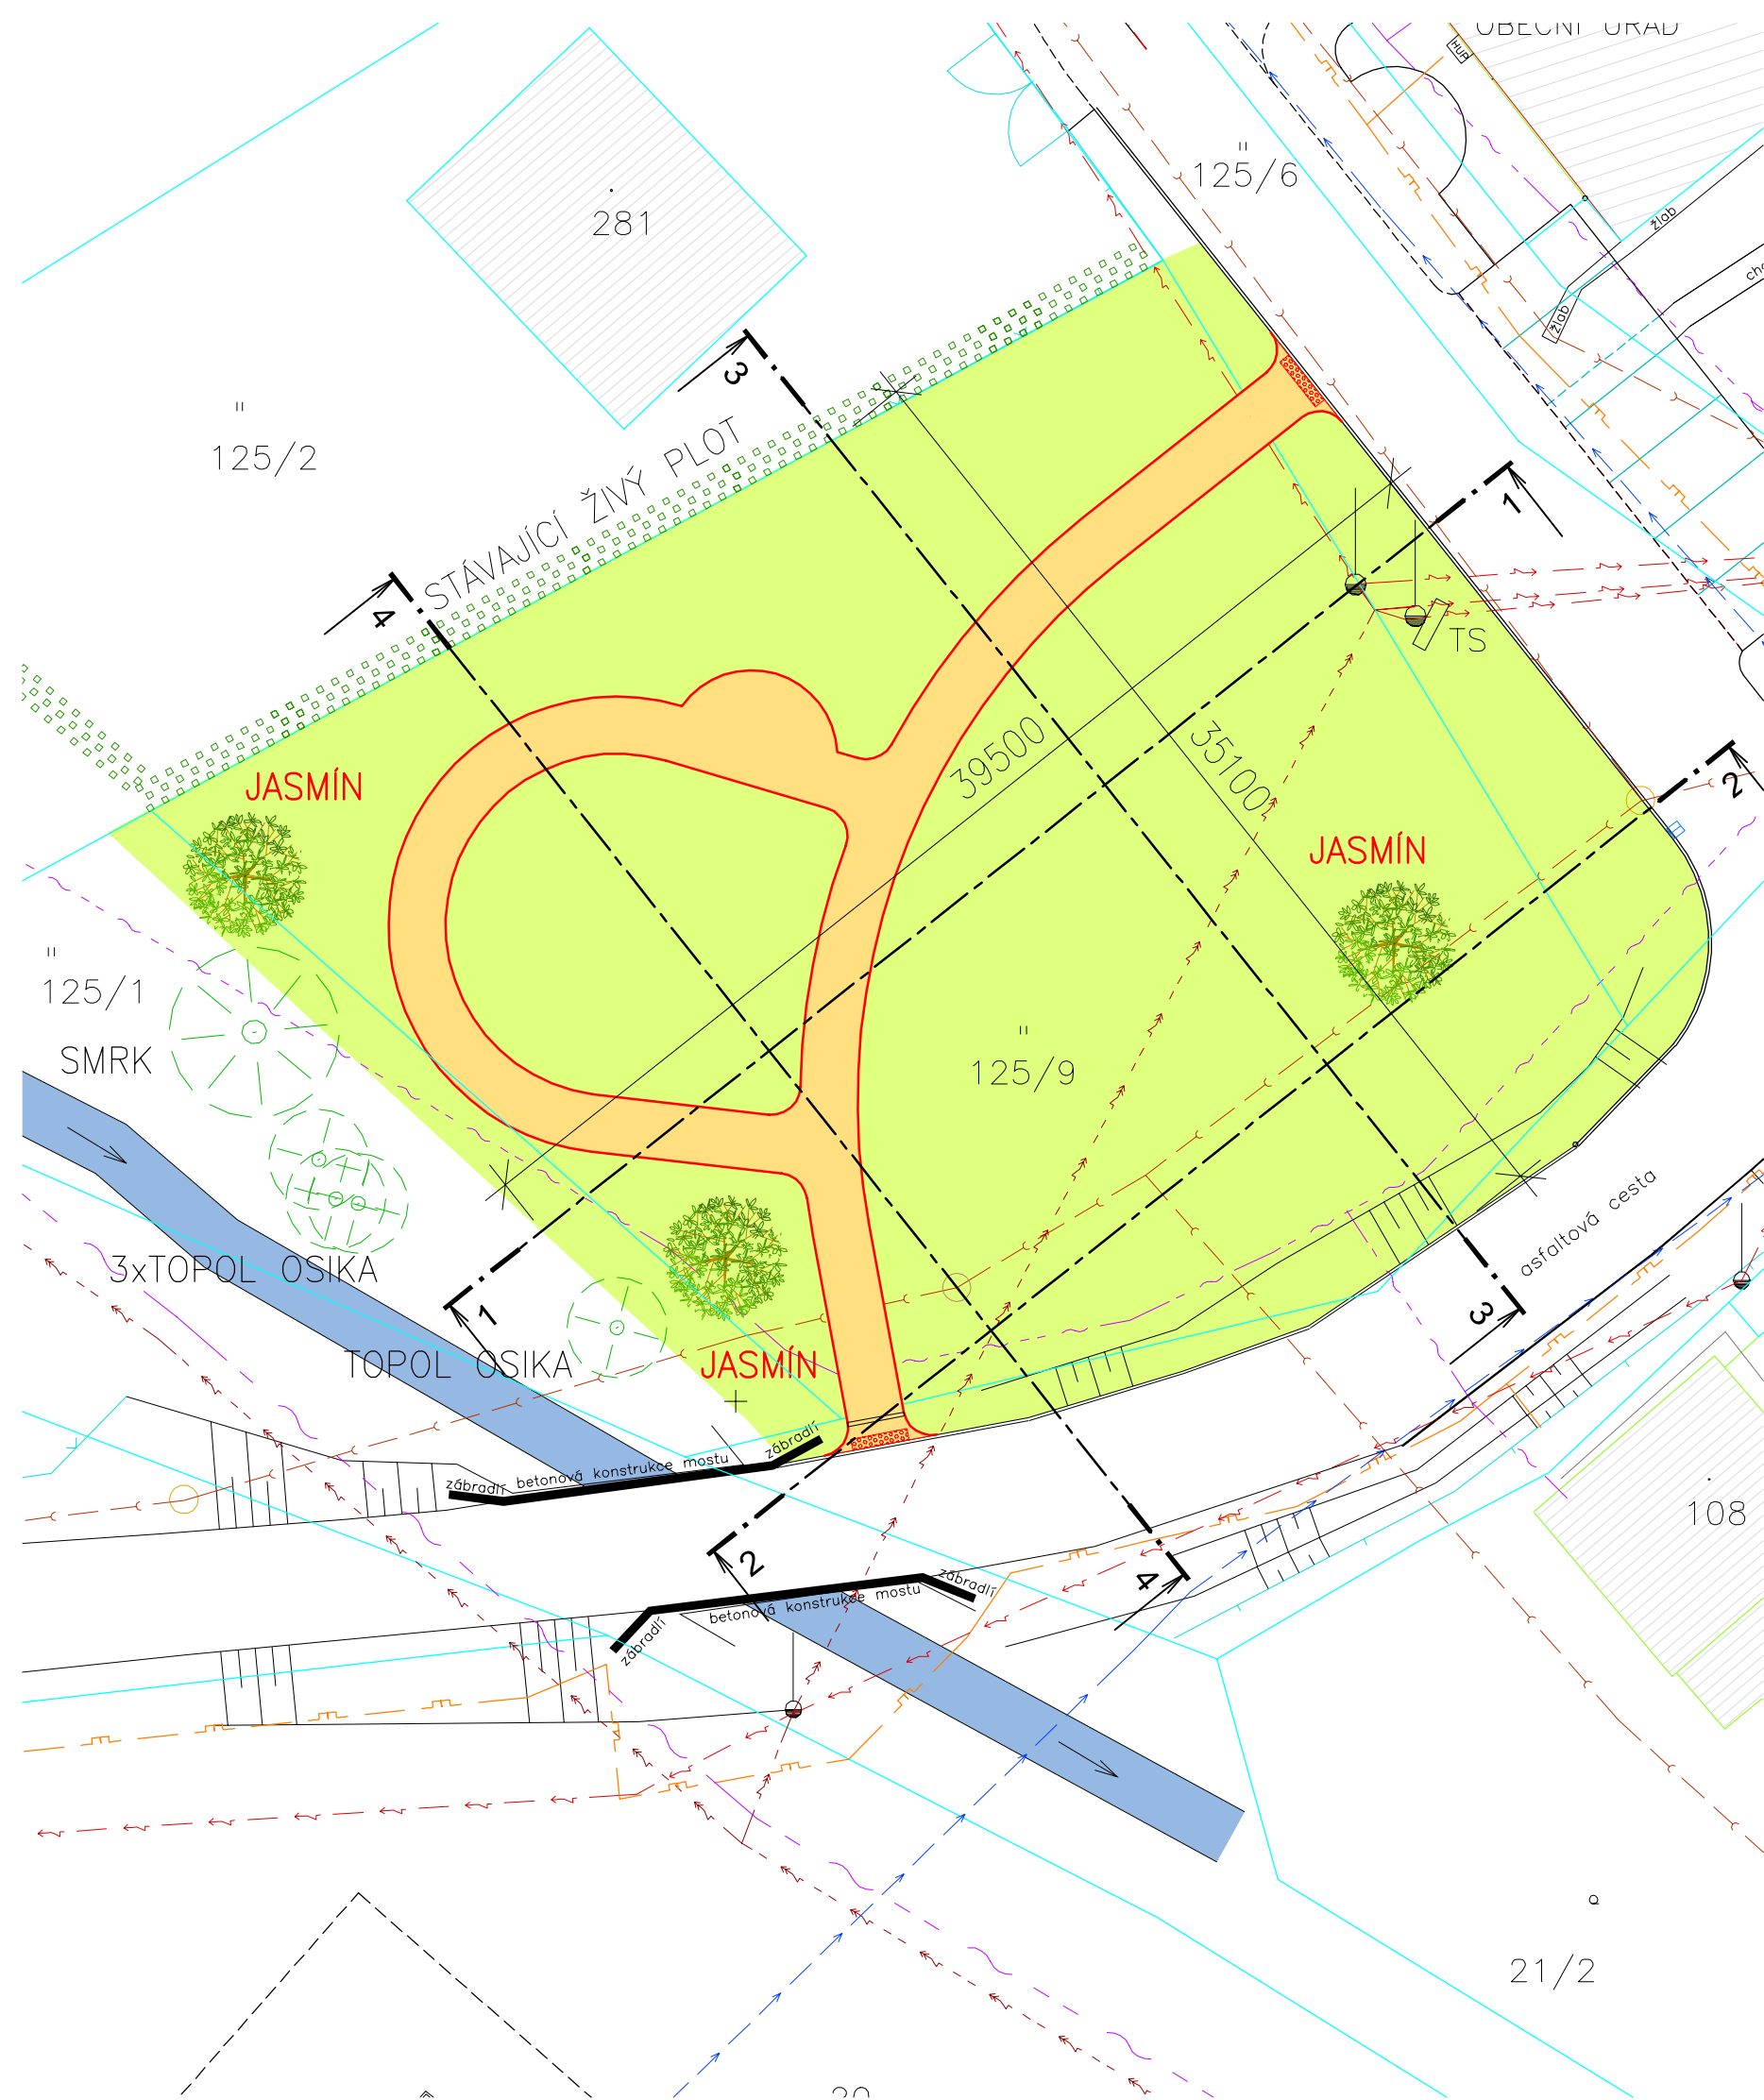 OBECNÍ ÚŘAD
HUP
125/6
žlab
281
žlab
3
STÁVAJÍCÍ ŽIVÝ PLOT
125/2
1
4
TS
39500
35100
2
JASMÍN
JASMÍN
125/1
125/9
SMRK
asfaltová cesta
3xTOPOL OSIKA
1
3
TOPOL OSIKA
JASMÍN
zábradlí
zábradlí betonová konstrukce mostu
108
2
4
zábradlí
betonová konstrukce mostu
zábradlí
21/2